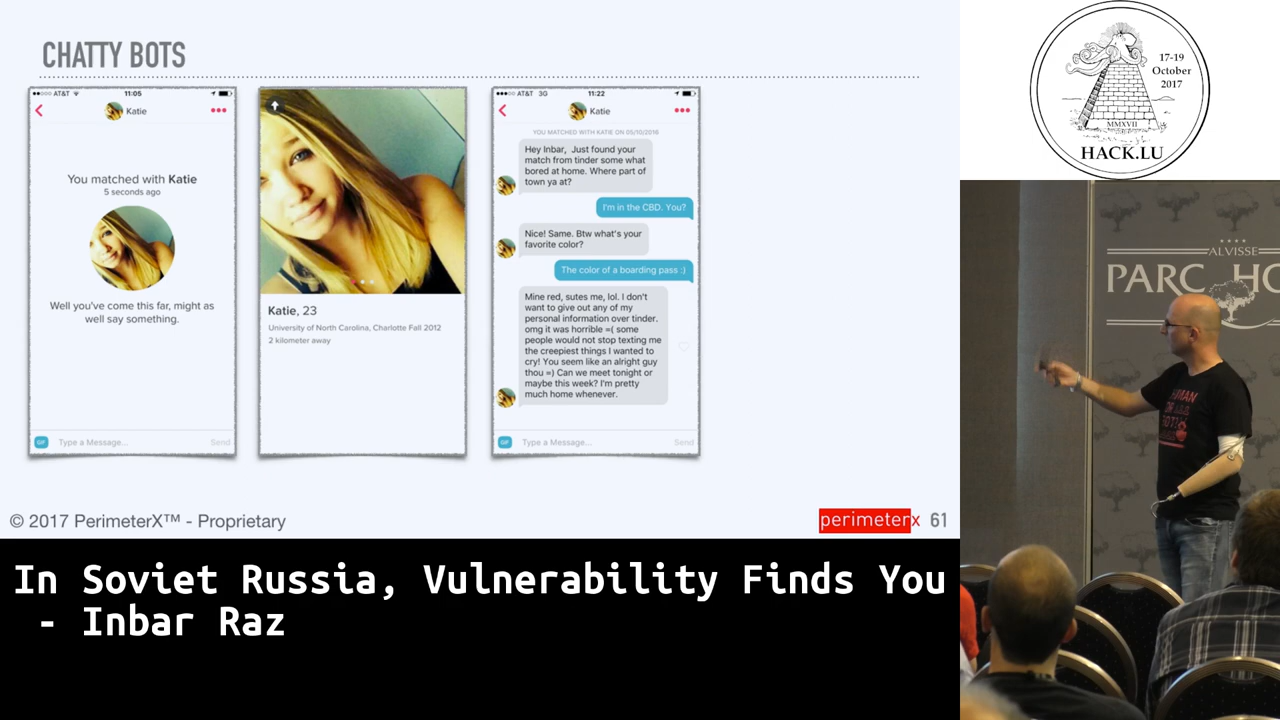 CHATTY BOTS
AT&T
11:05
Katie
You matched with Katie
5 seconds ago
Well you've come this far, might as
well say something.
GIF
Type a Message...
Send
Katie, 23
University of North Carolina, Charlotte Fall 2012
2 kilometer away
AT&T 3G
11:22
Katie
YOU MATCHED WITH KATIE ON 05/10/2016
Hey Inbar, Just found your
match from tinder some what
bored at home. Where part of
town ya at?
I'm in the CBD. You?
Nice! Same. Btw what's your
favorite color?
The color of a boarding pass :)
Mine red, sutes me, lol. I don't
want to give out any of my
personal information over tinder.
omg it was horrible =( some
people would not stop texting me
the creepiest things I wanted to
cry! You seem like an alright guy
thou =) Can we meet tonight or
maybe this week? I'm pretty
much home whenever.
GIF
Type a Message...
Send
© 2017 PerimeterX™ - Proprietary
perimeterx 61
In Soviet Russia, Vulnerability Finds You
- Inbar Raz
17-19
October
2017
MMXVII
HACK.LU
ALVISSE
PARC HO